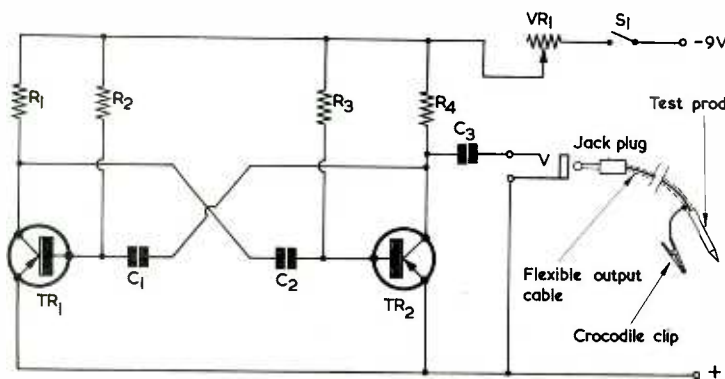 VR1
S1
-9V
R1
R2
R3
R4
Test prod
C3
Jack plug
TR1
C1
C2
TR2
Flexible output
cable
Crocodile clip
+